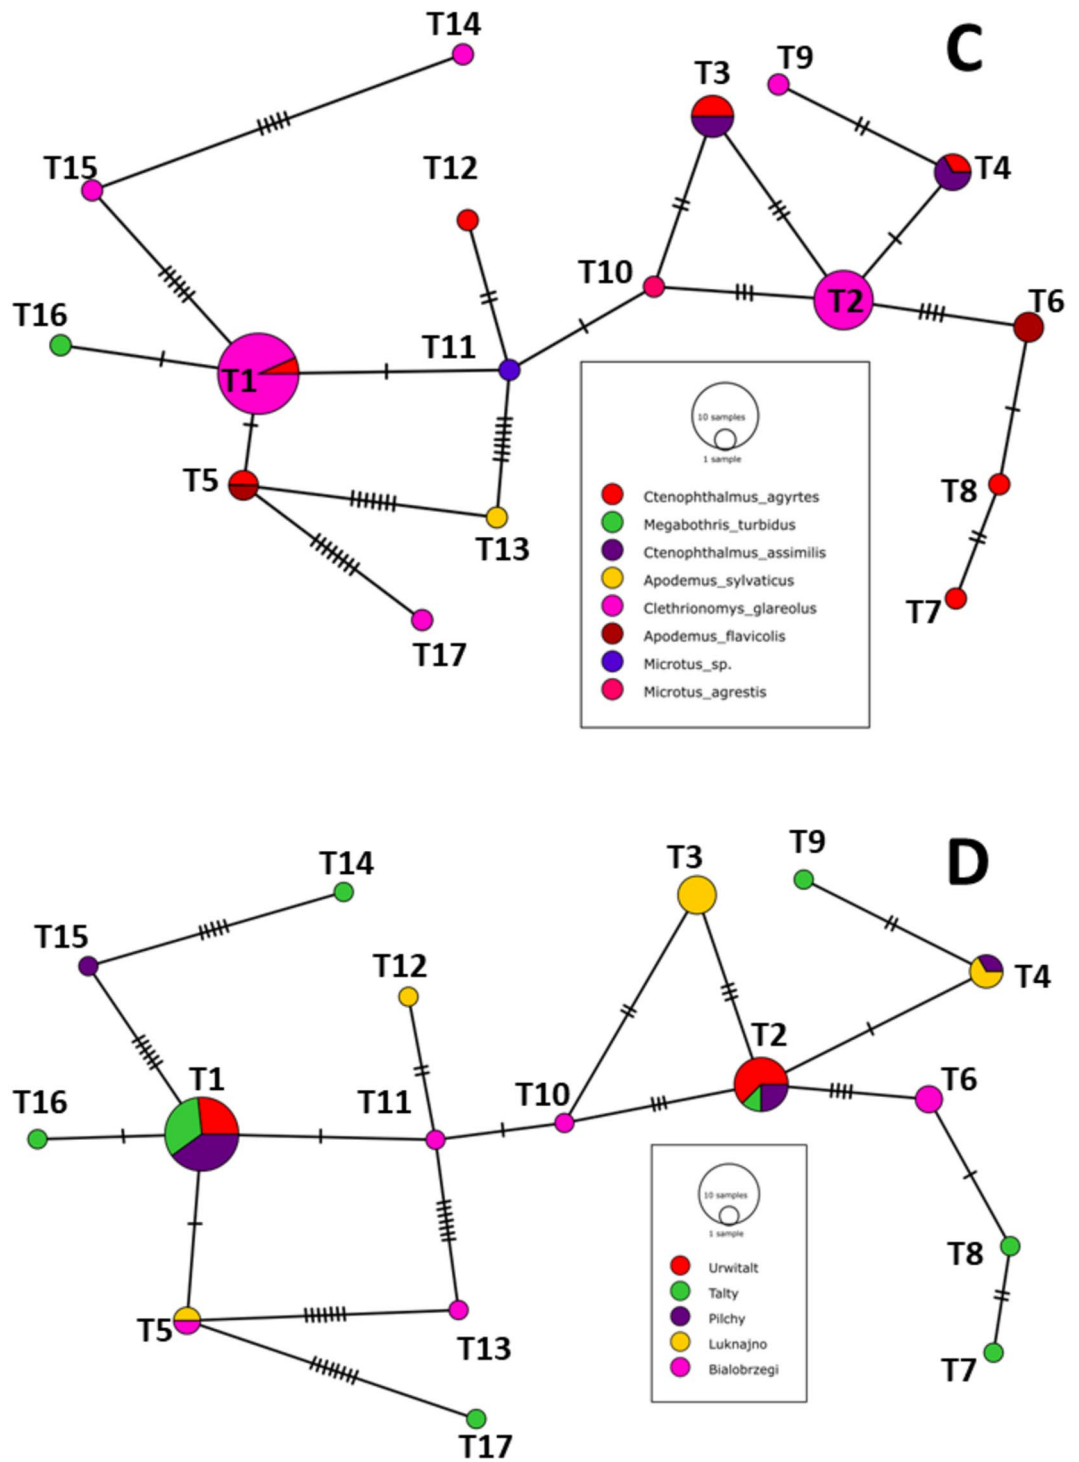 T14
C
T9
T3
T15
T12
T4
T10
T16
T2
T6
T11
T1
T5
T8
T13
T7
T17
10 samples
1 sample
Ctenophthalmus_agyrtes
Megabothris_turbidus
Ctenophthalmus_assimilis
Apodemus_sylvaticus
Clethrionomys_glareolus
Apodemus_flavicolis
Microtus_sp.
Microtus_agrestis
T9
D
T3
T14
T15
T12
T4
T2
T1
T6
T16
T11
T10
T8
T5
T13
T7
T17
10 samples
1 sample
Urwitalt
Talty
Pilchy
Luknajno
Bialobrzegi